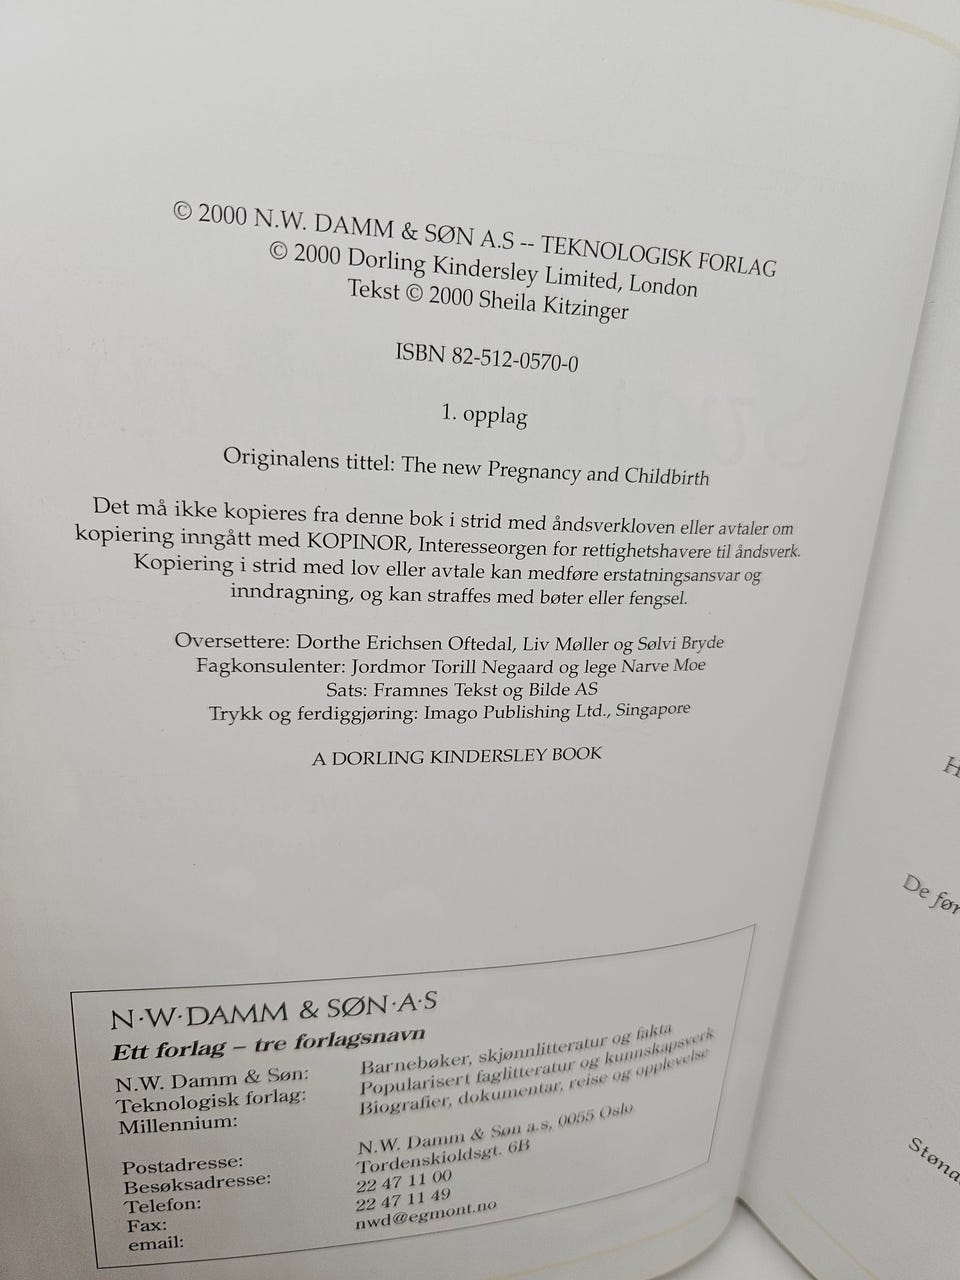 © 2000 N.W. DAMM & SØN A.S -- TEKNOLOGISK FORLAG
© 2000 Dorling Kindersley Limited, London
Tekst © 2000 Sheila Kitzinger
ISBN 82-512-0570-0
1. opplag
Originalens tittel: The new Pregnancy and Childbirth
Det må ikke kopieres fra denne bok i strid med åndsverkloven eller avtaler om
kopiering inngått med KOPINOR, Interesseorgen for rettighetshavere til åndsverk.
Kopiering i strid med lov eller avtale kan medføre erstatningsansvar og
inndragning, og kan straffes med bøter eller fengsel.
Oversettere: Dorthe Erichsen Oftedal, Liv Møller og Sølvi Bryde
Fagkonsulenter: Jordmor Torill Negaard og lege Narve Moe
Sats: Framnes Tekst og Bilde AS
Trykk og ferdiggjøring: Imago Publishing Ltd., Singapore
A DORLING KINDERSLEY BOOK
N·W·DAMM & SØN·A·S
Ett forlag – tre forlagsnavn
N.W. Damm & Søn: Barnebøker, skjønnlitteratur og fakta
Teknologisk forlag: Popularisert faglitteratur og kunnskapsverk
Millennium: Biografier, dokumentar, reise og opplevelse
Postadresse: N.W. Damm & Søn a.s, 0055 Oslo
Besøksadresse: Tordenskioldsgt. 6B
Telefon: 22 47 11 00
Fax: 22 47 11 49
email: nwd@egmont.no
H
De før
Støna